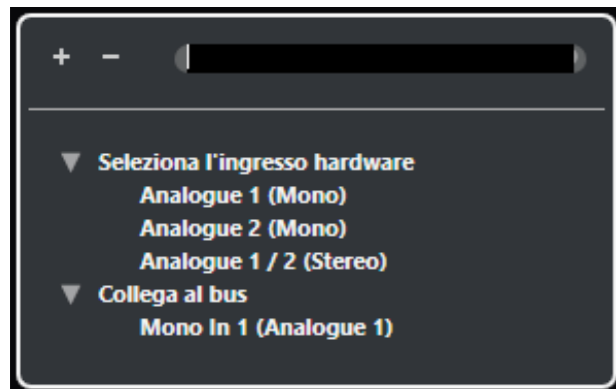 + −
▼ Seleziona l'ingresso hardware
Analogue 1 (Mono)
Analogue 2 (Mono)
Analogue 1 / 2 (Stereo)
▼ Collega al bus
Mono In 1 (Analogue 1)